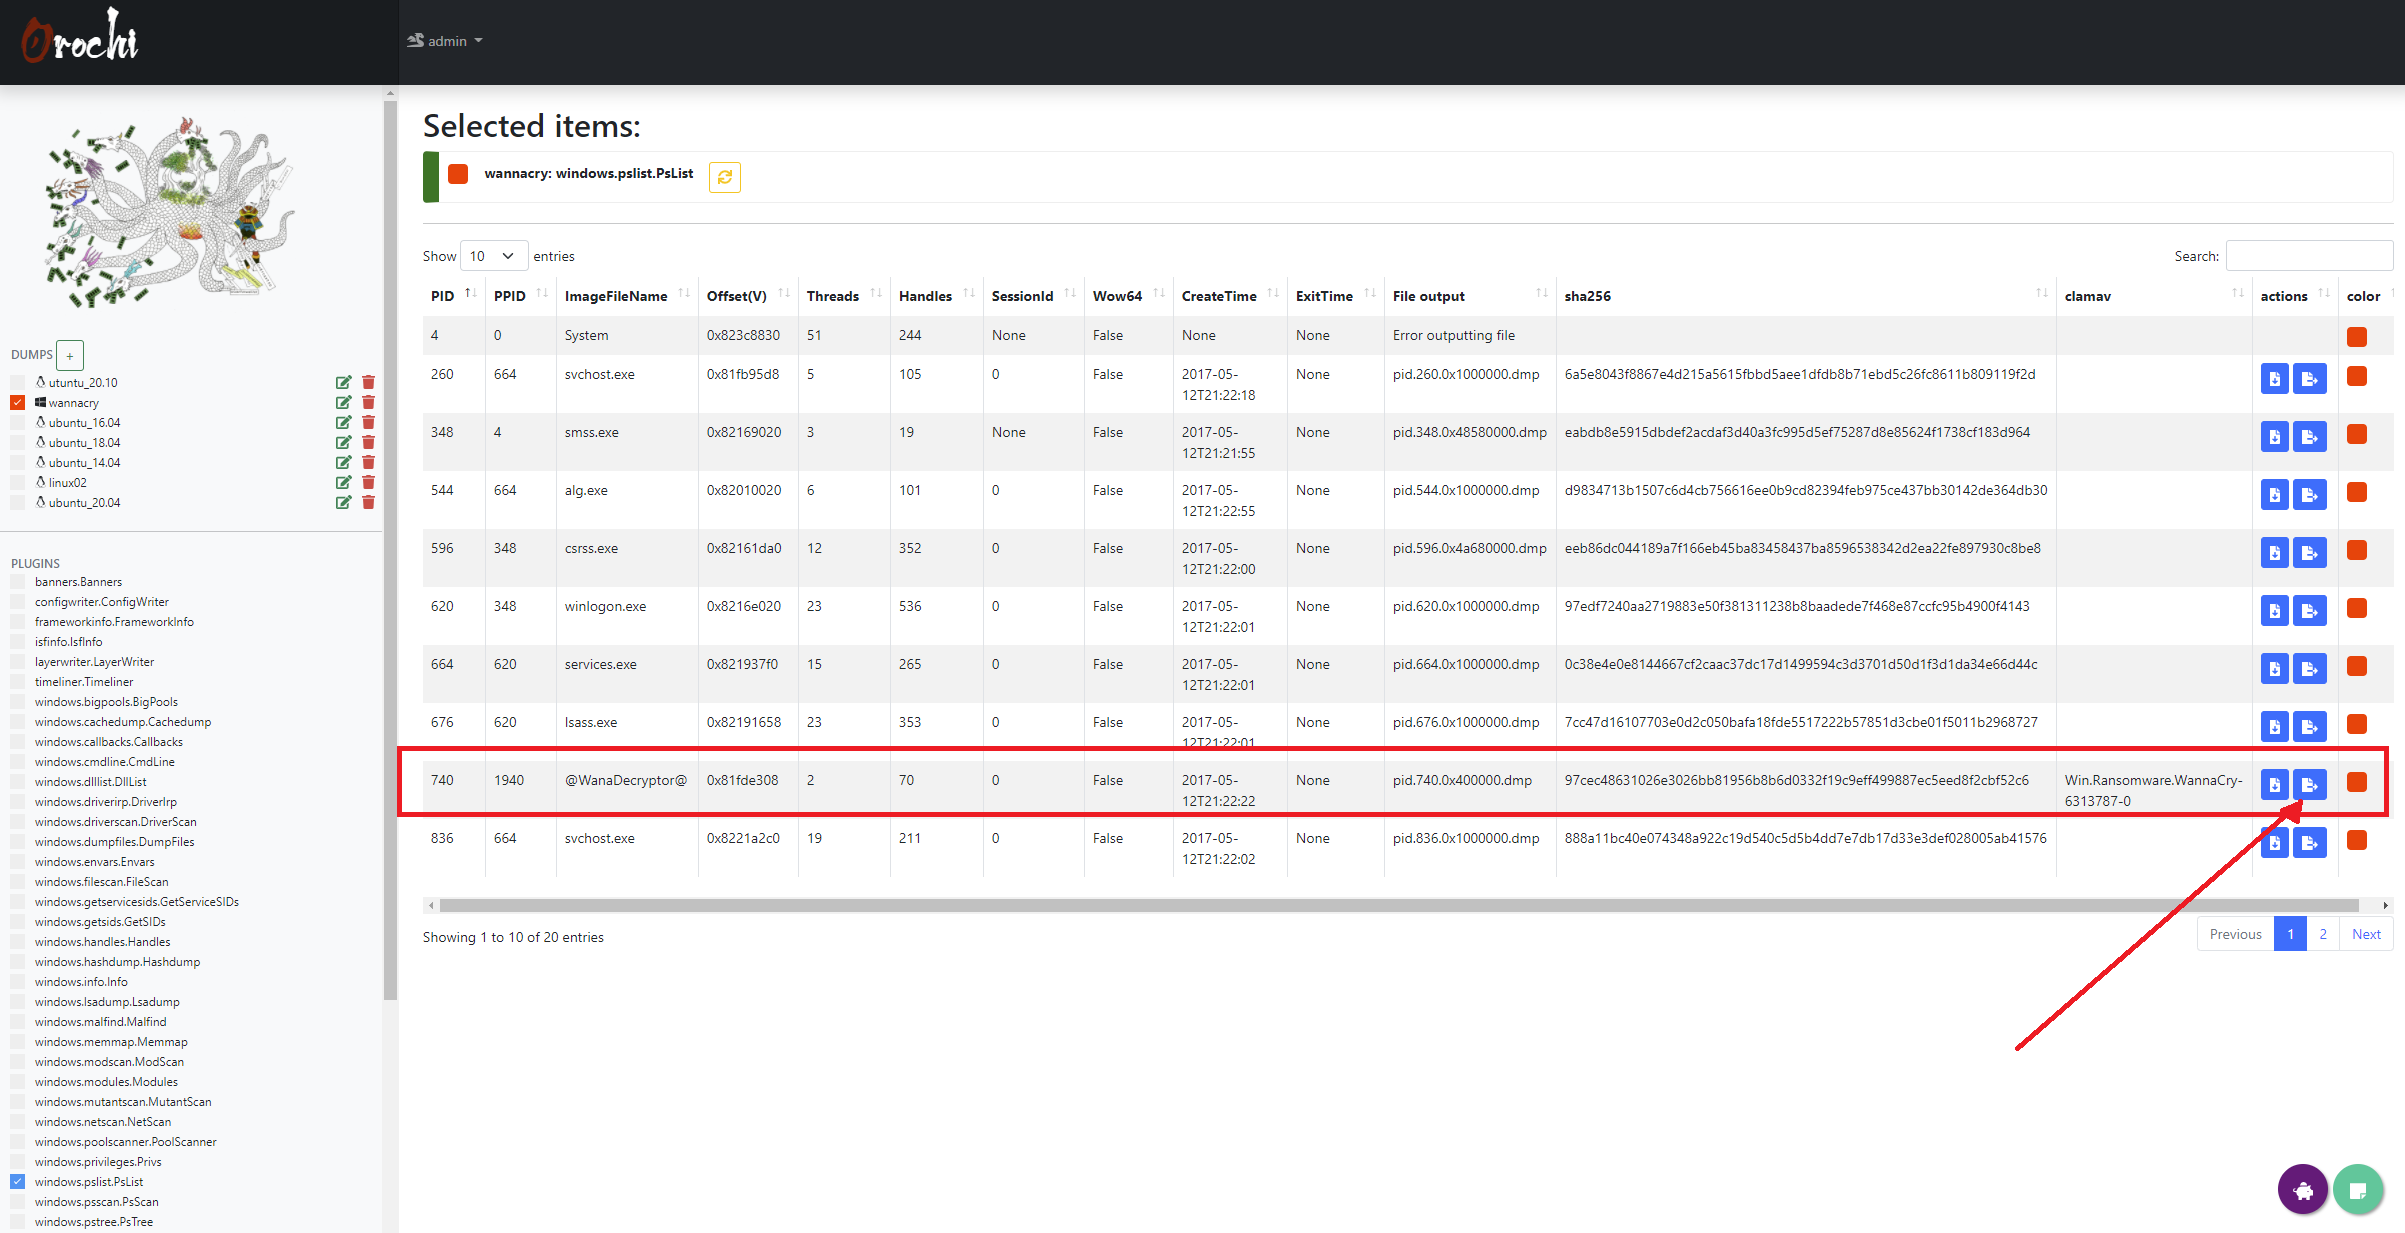 Orochi
admin
DUMPS +
utuntu_20.10
wannacry
ubuntu_16.04
ubuntu_18.04
ubuntu_14.04
linux02
ubuntu_20.04
PLUGINS
banners.Banners
configwriter.ConfigWriter
frameworkinfo.FrameworkInfo
isfinfo.IsfInfo
layerwriter.LayerWriter
timeliner.Timeliner
windows.bigpools.BigPools
windows.cachedump.Cachedump
windows.callbacks.Callbacks
windows.cmdline.CmdLine
windows.dlllist.DllList
windows.driverirp.DriverIrp
windows.driverscan.DriverScan
windows.dumpfiles.DumpFiles
windows.envars.Envars
windows.filescan.FileScan
windows.getservicesids.GetServiceSIDs
windows.getsids.GetSIDs
windows.handles.Handles
windows.hashdump.Hashdump
windows.info.Info
windows.lsadump.Lsadump
windows.malfind.Malfind
windows.memmap.Memmap
windows.modscan.ModScan
windows.modules.Modules
windows.mutantscan.MutantScan
windows.netscan.NetScan
windows.poolscanner.PoolScanner
windows.privileges.Privs
windows.pslist.PsList
windows.psscan.PsScan
windows.pstree.PsTree
Selected items:
wannacry: windows.pslist.PsList
Show 10 entries
Search:
PID PPID ImageFileName Offset(V) Threads Handles SessionId Wow64 CreateTime ExitTime File output sha256 clamav actions color
4 0 System 0x823c8830 51 244 None False None None Error outputting file
260 664 svchost.exe 0x81fb95d8 5 105 0 False 2017-05- None pid.260.0x1000000.dmp 6a5e8043f8867e4d215a5615fbbd5aee1dfdb8b71ebd5c26fc8611b809119f2d
12T21:22:18
348 4 smss.exe 0x82169020 3 19 None False 2017-05- None pid.348.0x48580000.dmp eabdb8e5915dbdef2acdaf3d40a3fc995d5ef75287d8e85624f1738cf183d964
12T21:21:55
544 664 alg.exe 0x82010020 6 101 0 False 2017-05- None pid.544.0x1000000.dmp d9834713b1507c6d4cb756616ee0b9cd82394feb975ce437bb30142de364db30
12T21:22:55
596 348 csrss.exe 0x82161da0 12 352 0 False 2017-05- None pid.596.0x4a680000.dmp eeb86dc044189a7f166eb45ba83458437ba8596538342d2ea22fe897930c8be8
12T21:22:00
620 348 winlogon.exe 0x8216e020 23 536 0 False 2017-05- None pid.620.0x1000000.dmp 97edf7240aa2719883e50f381311238b8baadede7f468e87ccfc95b4900f4143
12T21:22:01
664 620 services.exe 0x821937f0 15 265 0 False 2017-05- None pid.664.0x1000000.dmp 0c38e4e0e8144667cf2caac37dc17d1499594c3d3701d50d1f3d1da34e66d44c
12T21:22:01
676 620 lsass.exe 0x82191658 23 353 0 False 2017-05- None pid.676.0x1000000.dmp 7cc47d16107703e0d2c050bafa18fde5517222b57851d3cbe01f5011b2968727
12T21:22:01
740 1940 @WanaDecryptor@ 0x81fde308 2 70 0 False 2017-05- None pid.740.0x400000.dmp 97cec48631026e3026bb81956b8b6d0332f19c9eff499887ec5eed8f2cbf52c6 Win.Ransomware.WannaCry-
12T21:22:22 6313787-0
836 664 svchost.exe 0x8221a2c0 19 211 0 False 2017-05- None pid.836.0x1000000.dmp 888a11bc40e074348a922c19d540c5d5b4dd7e7db17d33e3def028005ab41576
12T21:22:02
Showing 1 to 10 of 20 entries
Previous 1 2 Next